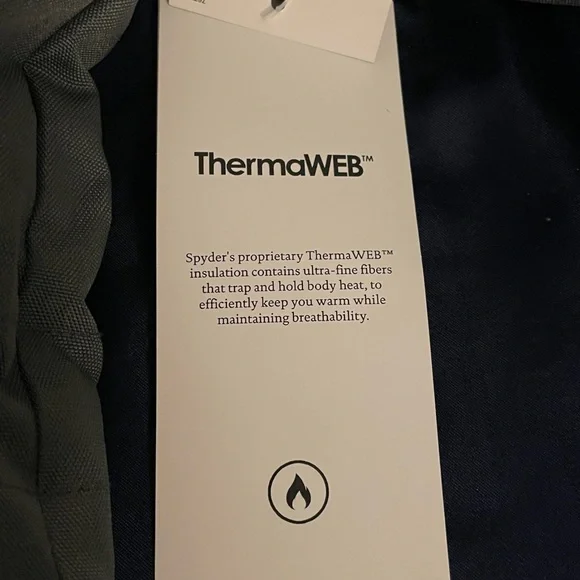 ThermaWEB™
Spyder's proprietary ThermaWEB™
insulation contains ultra-fine fibers
that trap and hold body heat, to
efficiently keep you warm while
maintaining breathability.